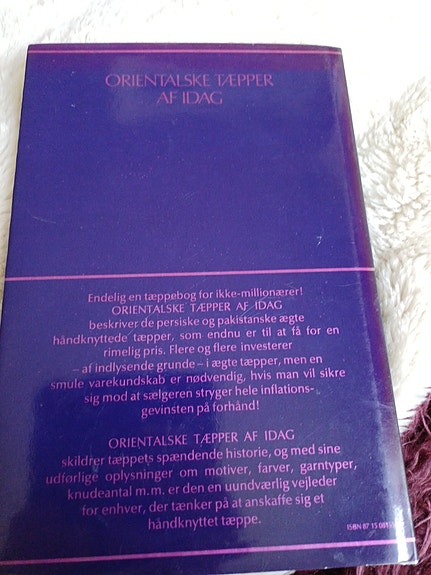 ORIENTALSKE TÆPPER
AF IDAG
Endelig en tæppebog for ikke-millionærer!
ORIENTALSKE TÆPPER AF IDAG
beskriver de persiske og pakistanske ægte
håndknyttede tæpper, som endnu er til at få for en
rimelig pris. Flere og flere investerer
– af indlysende grunde – i ægte tæpper, men en
smule varekundskab er nødvendig, hvis man vil sikre
sig mod at sælgeren stryger hele inflations-
gevinsten på forhånd!
ORIENTALSKE TÆPPER AF IDAG
skildrer tæppets spændende historie, og med sine
udførlige oplysninger om motiver, farver, garntyper,
knudeantal m.m. er den en uundværlig vejleder
for enhver, der tænker på at anskaffe sig et
håndknyttet tæppe.
ISBN 87 15